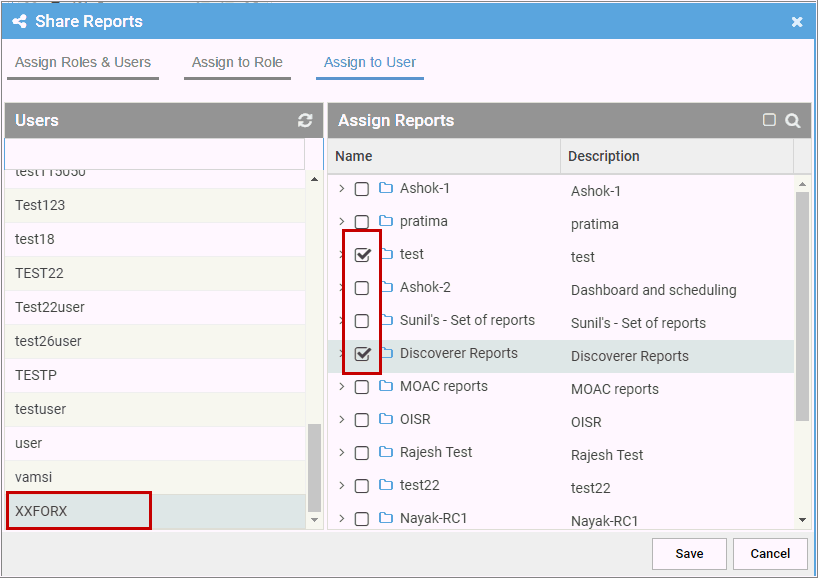 Share Reports
Assign Roles & Users
Assign to Role
Assign to User
Users
test115050
Test123
test18
TEST22
Test22user
test26user
TESTP
testuser
user
vamsi
XXFORX
Assign Reports
Name Description
Ashok-1 Ashok-1
pratima pratima
test test
Ashok-2 Dashboard and scheduling
Sunil's - Set of reports Sunil's - Set of reports
Discoverer Reports Discoverer Reports
MOAC reports MOAC reports
OISR OISR
Rajesh Test Rajesh Test
test22 test22
Nayak-RC1 Nayak-RC1
Save
Cancel